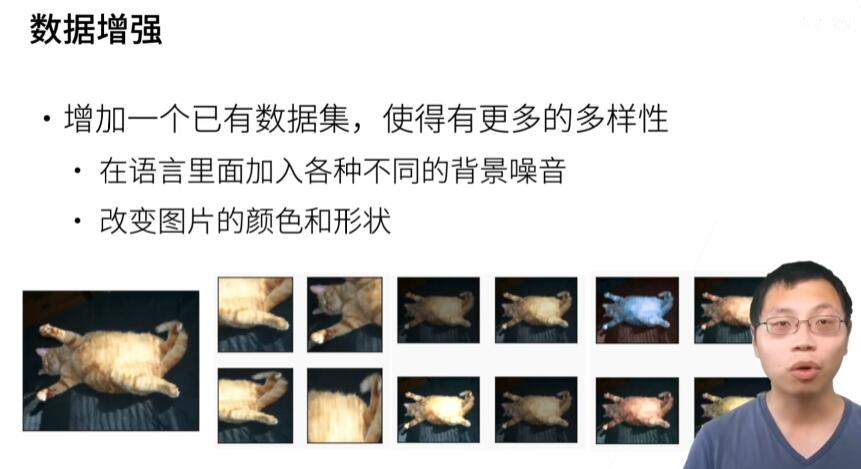 数据增强
• 增加一个已有数据集，使得有更多的多样性
• 在语言里面加入各种不同的背景噪音
• 改变图片的颜色和形状